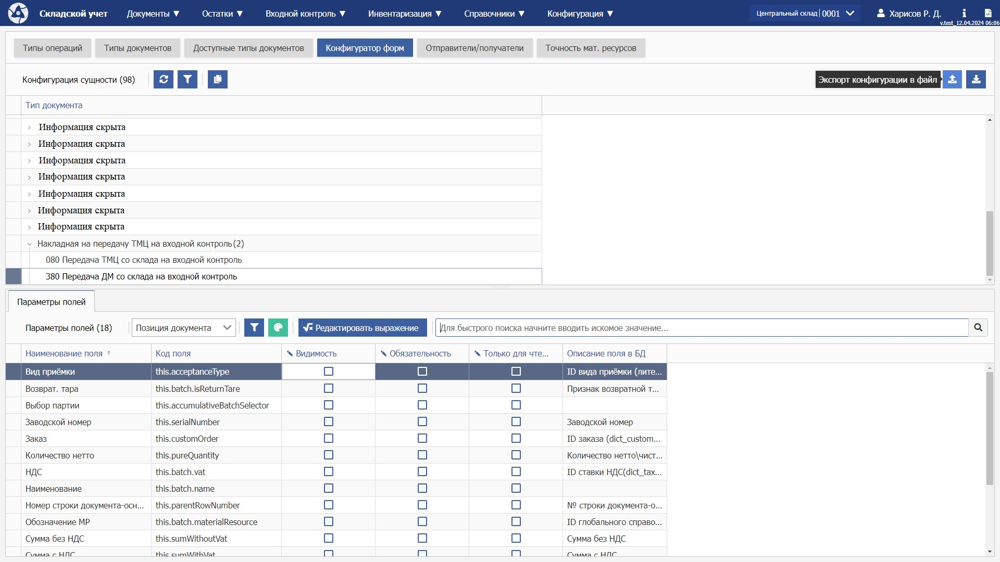 Складской учет Документы ▼ Остатки ▼ Входной контроль ▼ Инвентаризация ▼ Справочники ▼ Конфигурация ▼ Центральный склад | 0001 Харисов Р. Д.
v.test_12.04.2024 06:06
Типы операций Типы документов Доступные типы документов Конфигуратор форм Отправители/получатели Точность мат. ресурсов
Конфигурация сущности (98) Экспорт конфигурации в файл
Тип документа
Информация скрыта
Информация скрыта
Информация скрыта
Информация скрыта
Информация скрыта
Информация скрыта
Информация скрыта
Накладная на передачу ТМЦ на входной контроль(2)
080 Передача ТМЦ со склада на входной контроль
380 Передача ДМ со склада на входной контроль
Параметры полей
Параметры полей (18) Позиция документа Редактировать выражение Для быстрого поиска начните вводить искомое значение...
Наименование поля ↑ Код поля Видимость Обязательность Только для чте... Описание поля в БД
Вид приёмки this.acceptanceType ID вида приёмки (лите...
Возврат. тара this.batch.isReturnTare Признак возвратной т...
Выбор партии this.accumulativeBatchSelector
Заводской номер this.serialNumber Заводской номер
Заказ this.customOrder ID заказа (dict_custom...
Количество нетто this.pureQuantity Количество нетто\чист...
НДС this.batch.vat ID ставки НДС(dict_tax...
Наименование this.batch.name
Номер строки документа-осн... this.parentRowNumber № строки документа-о...
Обозначение МР this.batch.materialResource ID глобального справо...
Сумма без НДС this.sumWithoutVat Сумма без НДС
Сумма с НДС this.sumWithVat Сумма с НДС